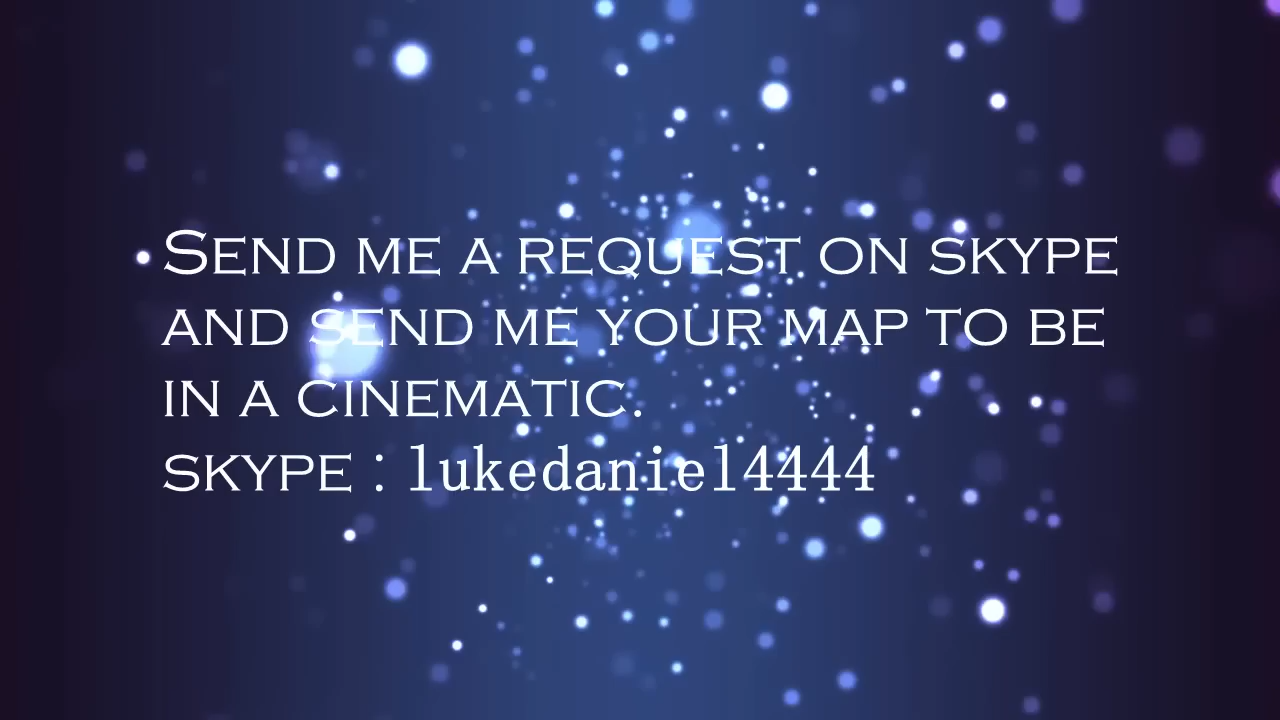 Send me a request on skype
and send me your map to be
in a cinematic.
skype : lukedaniel4444